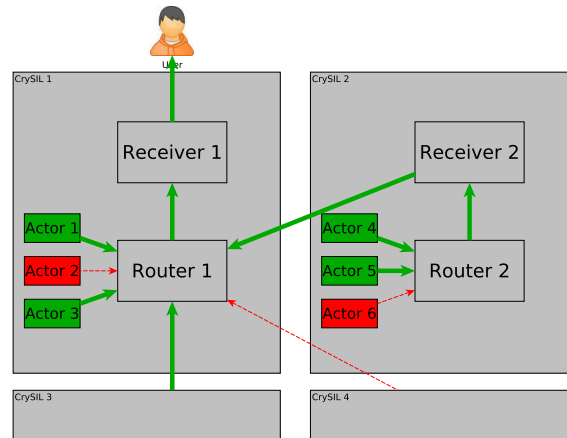 User
CrySIL 1
CrySIL 2
Receiver 1
Receiver 2
Actor 1
Actor 2
Actor 3
Router 1
Actor 4
Actor 5
Actor 6
Router 2
CrySIL 3
CrySIL 4